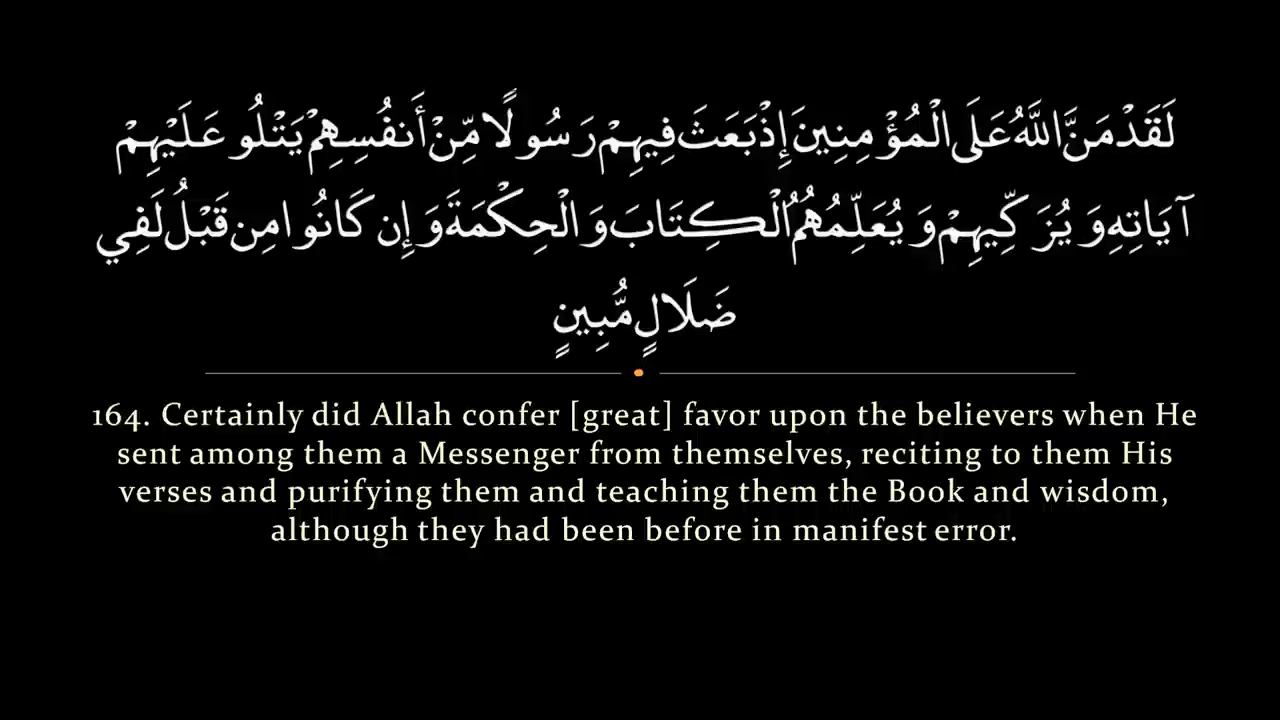 لَقَدْ مَنَّ اللَّهُ عَلَى الْمُؤْمِنِينَ إِذْ بَعَثَ فِيهِمْ رَسُولًا مِّنْ أَنفُسِهِمْ يَتْلُو عَلَيْهِمْ
آيَاتِهِ وَيُزَكِّيهِمْ وَيُعَلِّمُهُمُ الْكِتَابَ وَالْحِكْمَةَ وَإِن كَانُوا مِن قَبْلُ لَفِي
ضَلَالٍ مُّبِينٍ
164. Certainly did Allah confer [great] favor upon the believers when He
sent among them a Messenger from themselves, reciting to them His
verses and purifying them and teaching them the Book and wisdom,
although they had been before in manifest error.